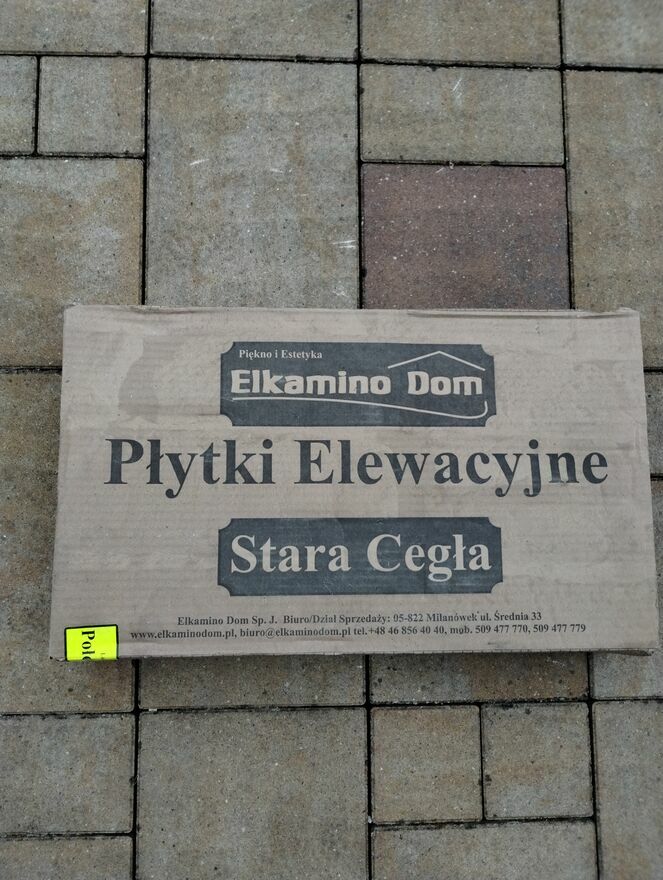 Piękno i Estetyka
Elkamino Dom
Płytki Elewacyjne
Stara Cegła
Elkamino Dom Sp. J. Biuro/Dział Sprzedaży: 05-822 Milanówek ul. Średnia 33
www.elkaminodom.pl, biuro@elkaminodom.pl tel.+48 46 856 40 40, mob. 509 477 770, 509 477 779